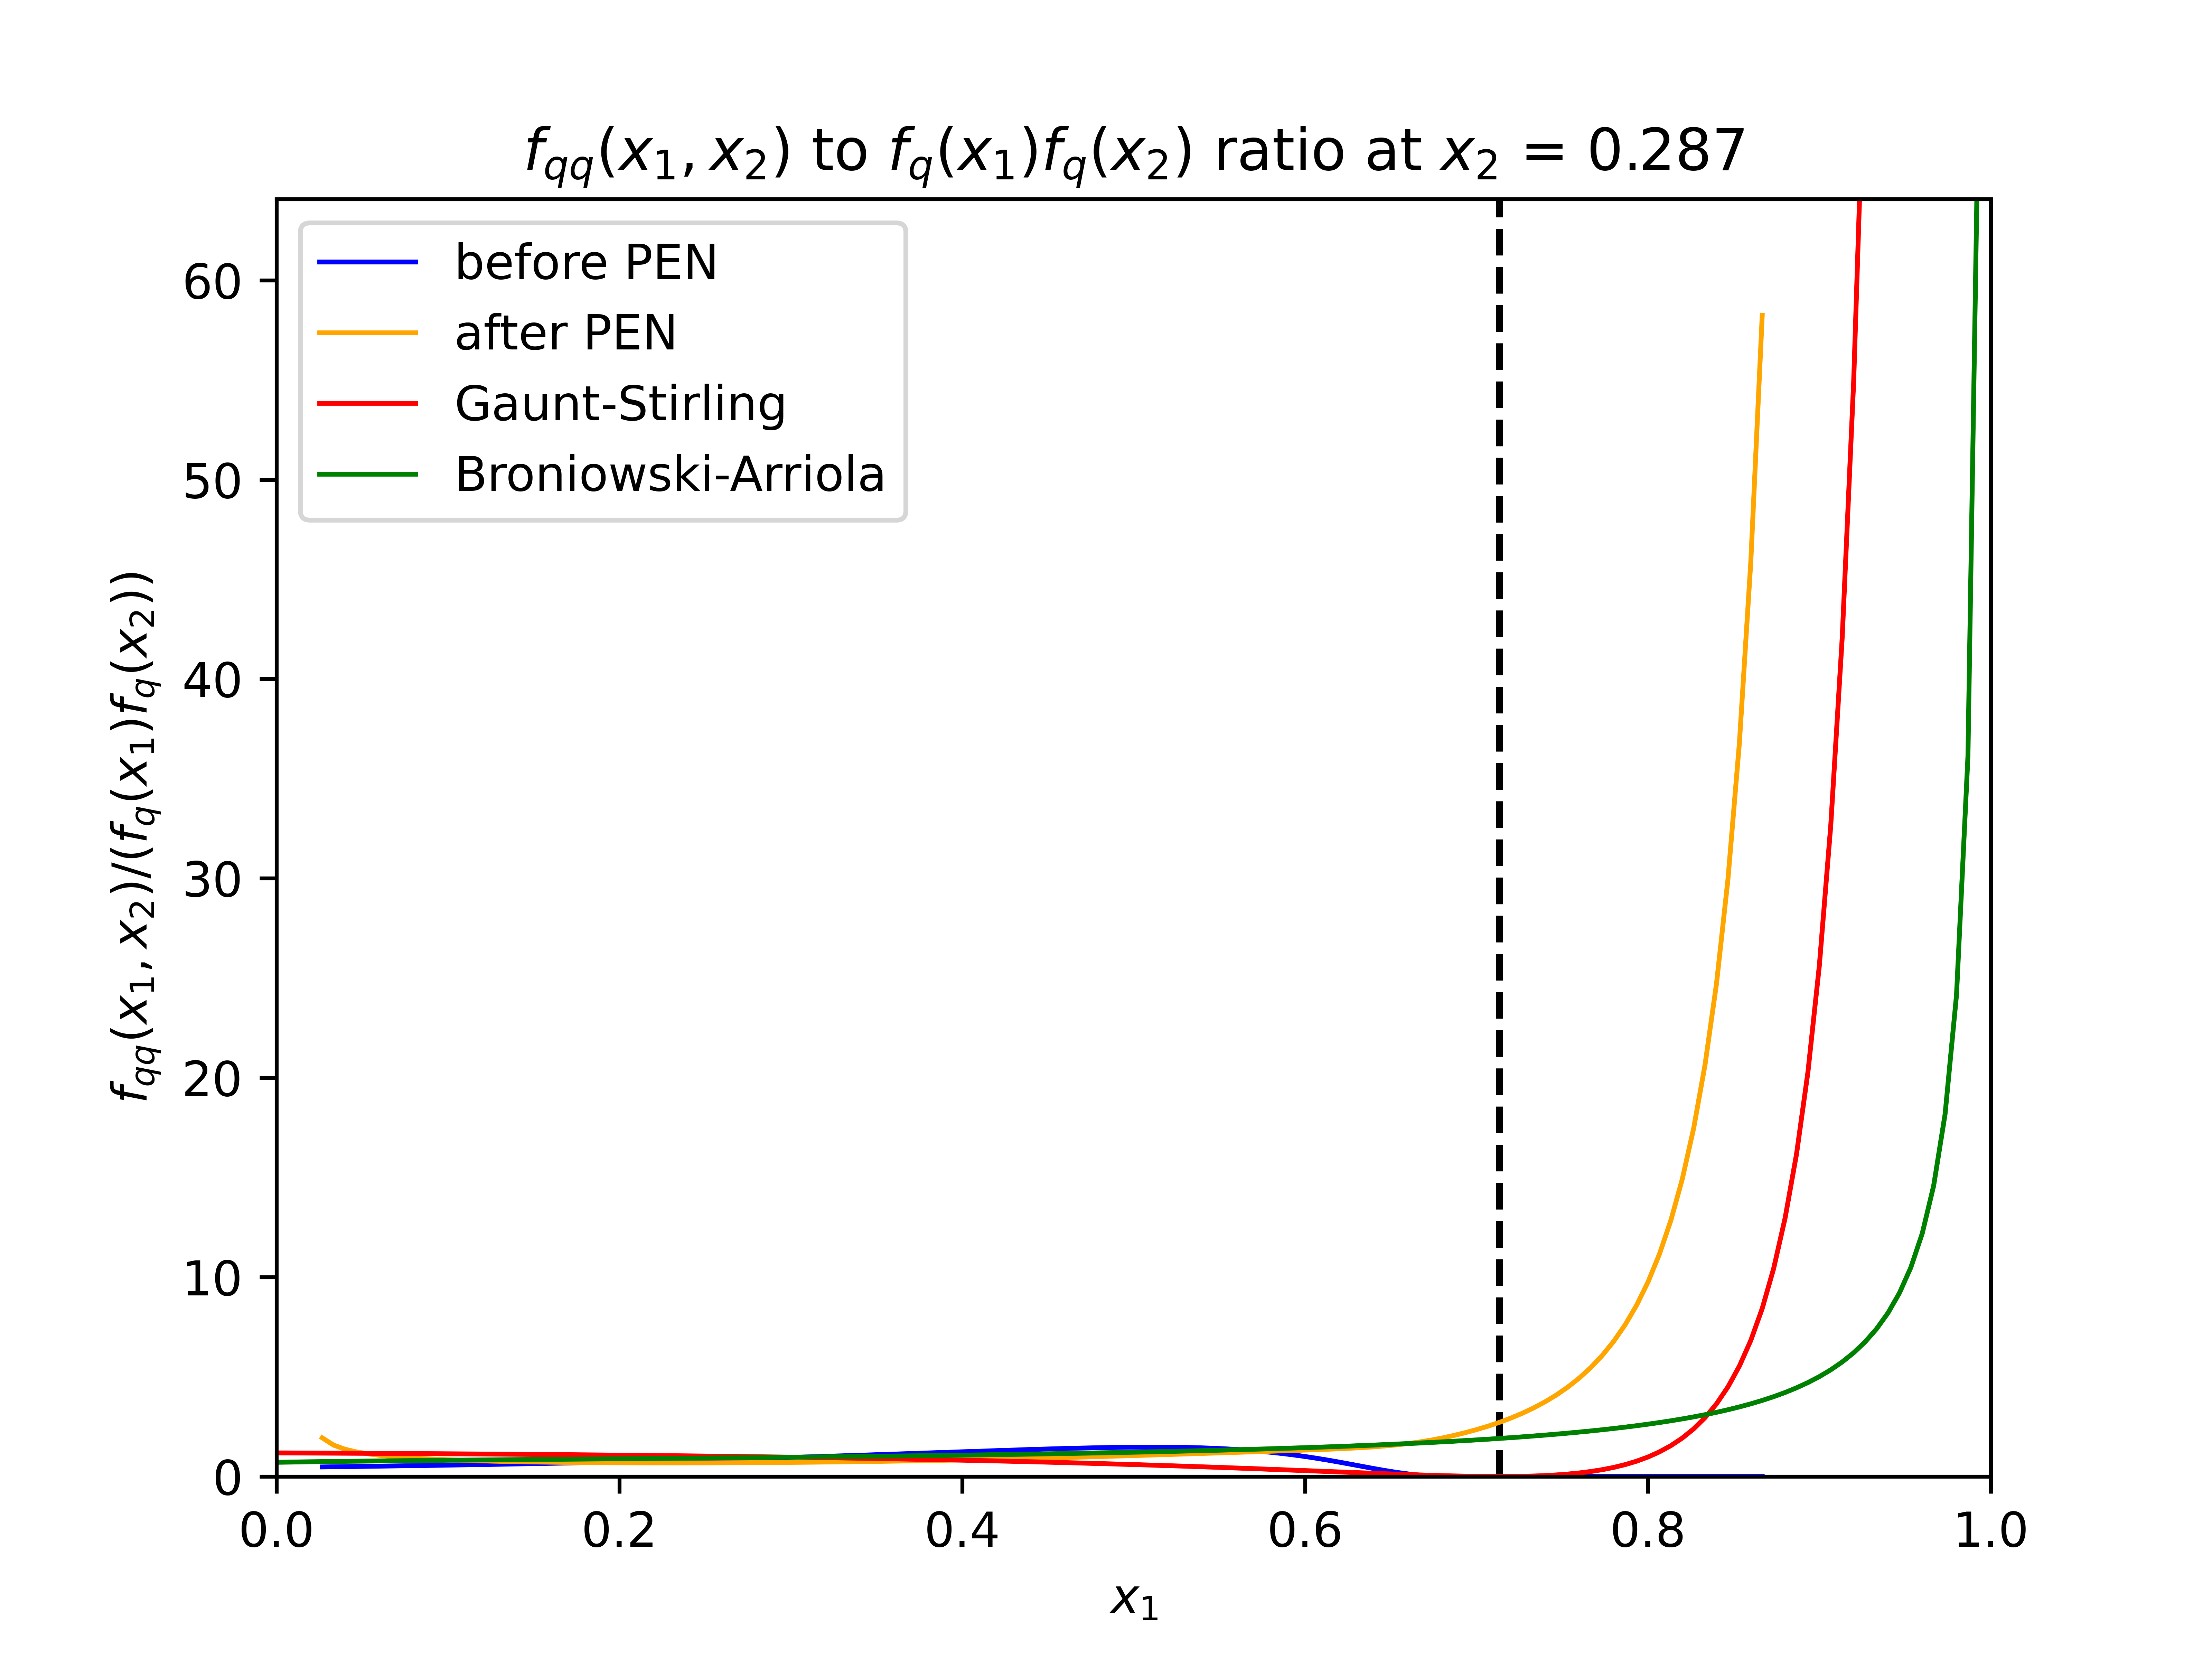 f_qq(x_1, x_2) to f_q(x_1)f_q(x_2) ratio at x_2 = 0.287
before PEN
after PEN
Gaunt-Stirling
Broniowski-Arriola
f_qq(x_1, x_2)/(f_q(x_1)f_q(x_2))
60
50
40
30
20
10
0
0.0 0.2 0.4 0.6 0.8 1.0
x_1